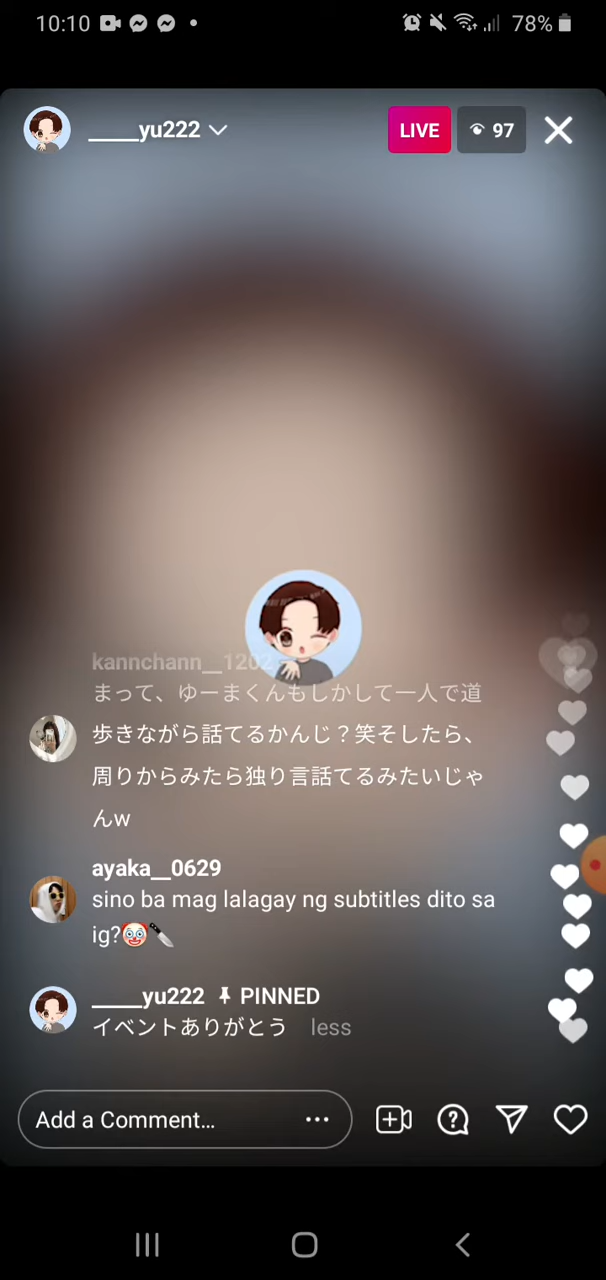 10:10 78%
____yu222
LIVE
97
kannchann__1202
まって、ゆーまくんもしかして一人で道
歩きながら話てるかんじ？笑そしたら、
周りからみたら独り言話てるみたいじゃ
んw
ayaka__0629
sino ba mag lalagay ng subtitles dito sa
ig?🤡🔪
____yu222 PINNED
イベントありがとう less
Add a Comment...